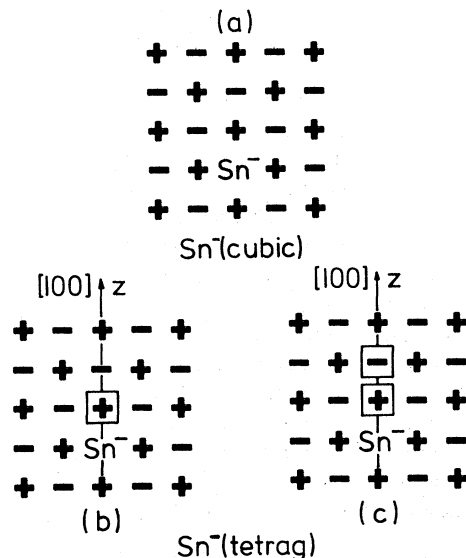 (a)
+ − + − +
− + − + −
+ − + − +
− + Sn⁻ + −
+ − + − +
Sn⁻(cubic)
[100] z [100] z
+ − + − + + − + − +
− + − + − − + − + −
+ − + − + + − + − +
− + Sn⁻ + − − + Sn⁻ + −
+ − + − + + − + − +
(b) (c)
Sn⁻(tetrag)